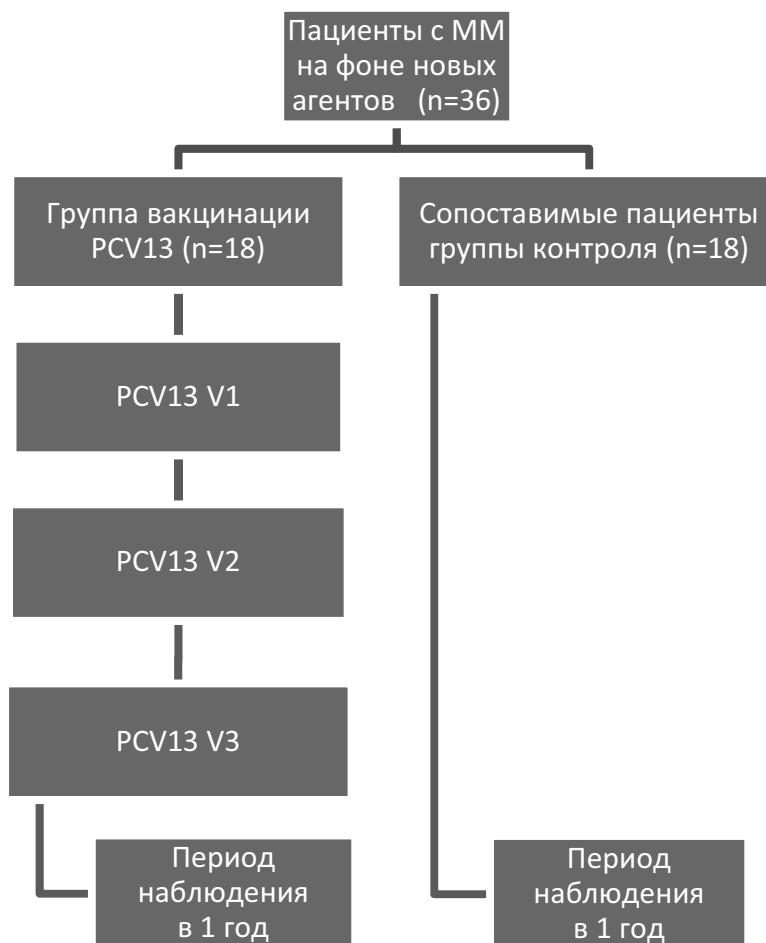 Пациенты с ММ
на фоне новых
агентов (n=36)
Группа вакцинации
PCV13 (n=18)
Сопоставимые пациенты
группы контроля (n=18)
PCV13 V1
PCV13 V2
PCV13 V3
Период
наблюдения
в 1 год
Период
наблюдения
в 1 год